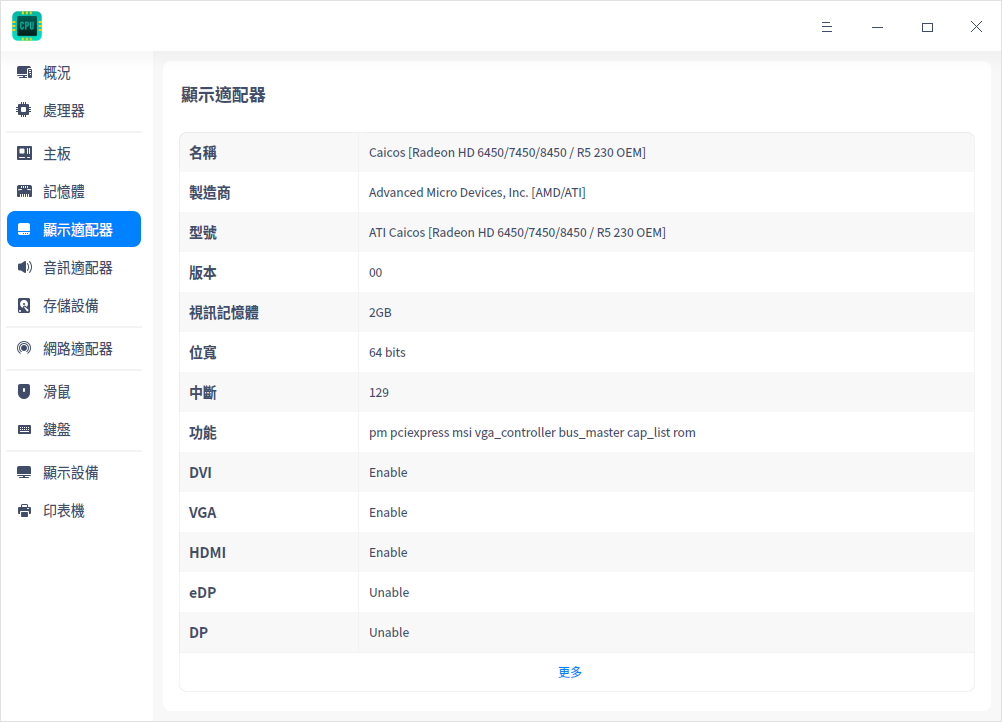 CPU
概況
處理器
主板
記憶體
顯示適配器
音訊適配器
存儲設備
網路適配器
滑鼠
鍵盤
顯示設備
印表機
顯示適配器
名稱 Caicos [Radeon HD 6450/7450/8450 / R5 230 OEM]
製造商 Advanced Micro Devices, Inc. [AMD/ATI]
型號 ATI Caicos [Radeon HD 6450/7450/8450 / R5 230 OEM]
版本 00
視訊記憶體 2GB
位寬 64 bits
中斷 129
功能 pm pciexpress msi vga_controller bus_master cap_list rom
DVI Enable
VGA Enable
HDMI Enable
eDP Unable
DP Unable
更多